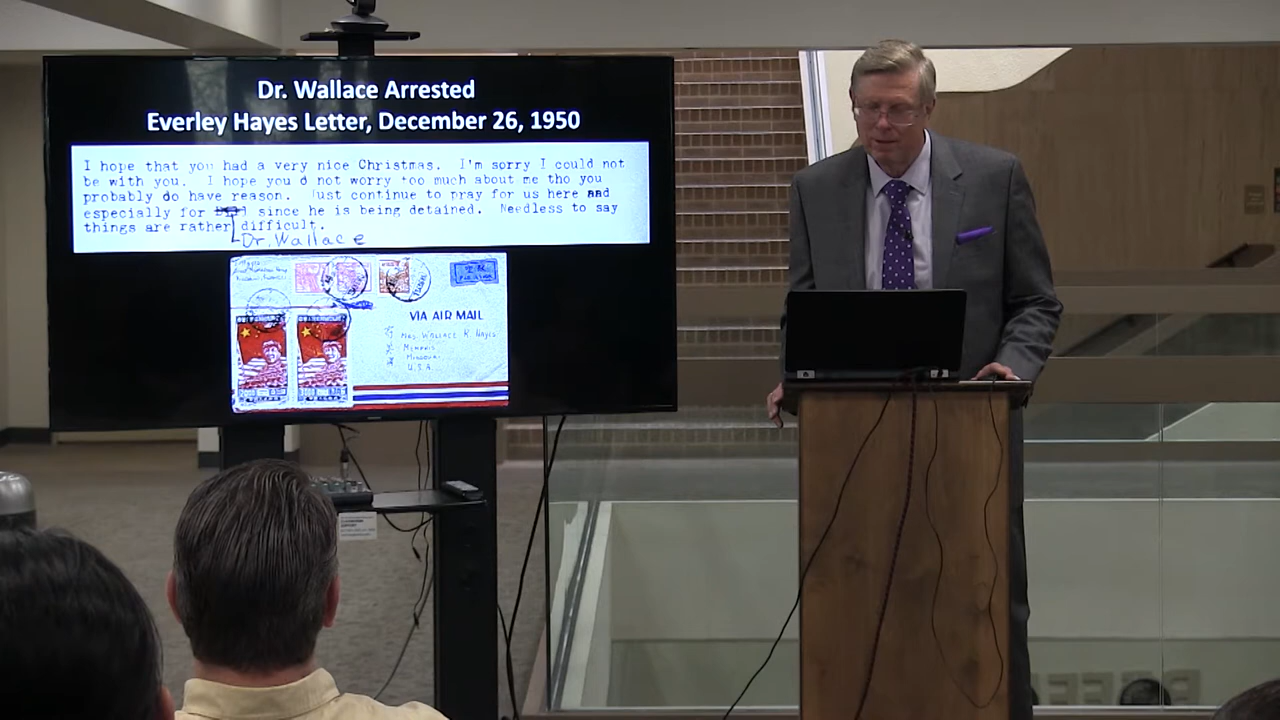 Dr. Wallace Arrested
Everley Hayes Letter, December 26, 1950
I hope that you had a very nice Christmas. I'm sorry I could not
be with you. I hope you d not worry too much about me tho you
probably do have reason. Just continue to pray for us here and
especially for since he is being detained. Needless to say
things are rather difficult.
Dr. Wallace
VIA AIR MAIL
Mrs. Wallace R. Hayes
Memphis
Missouri
U.S.A.